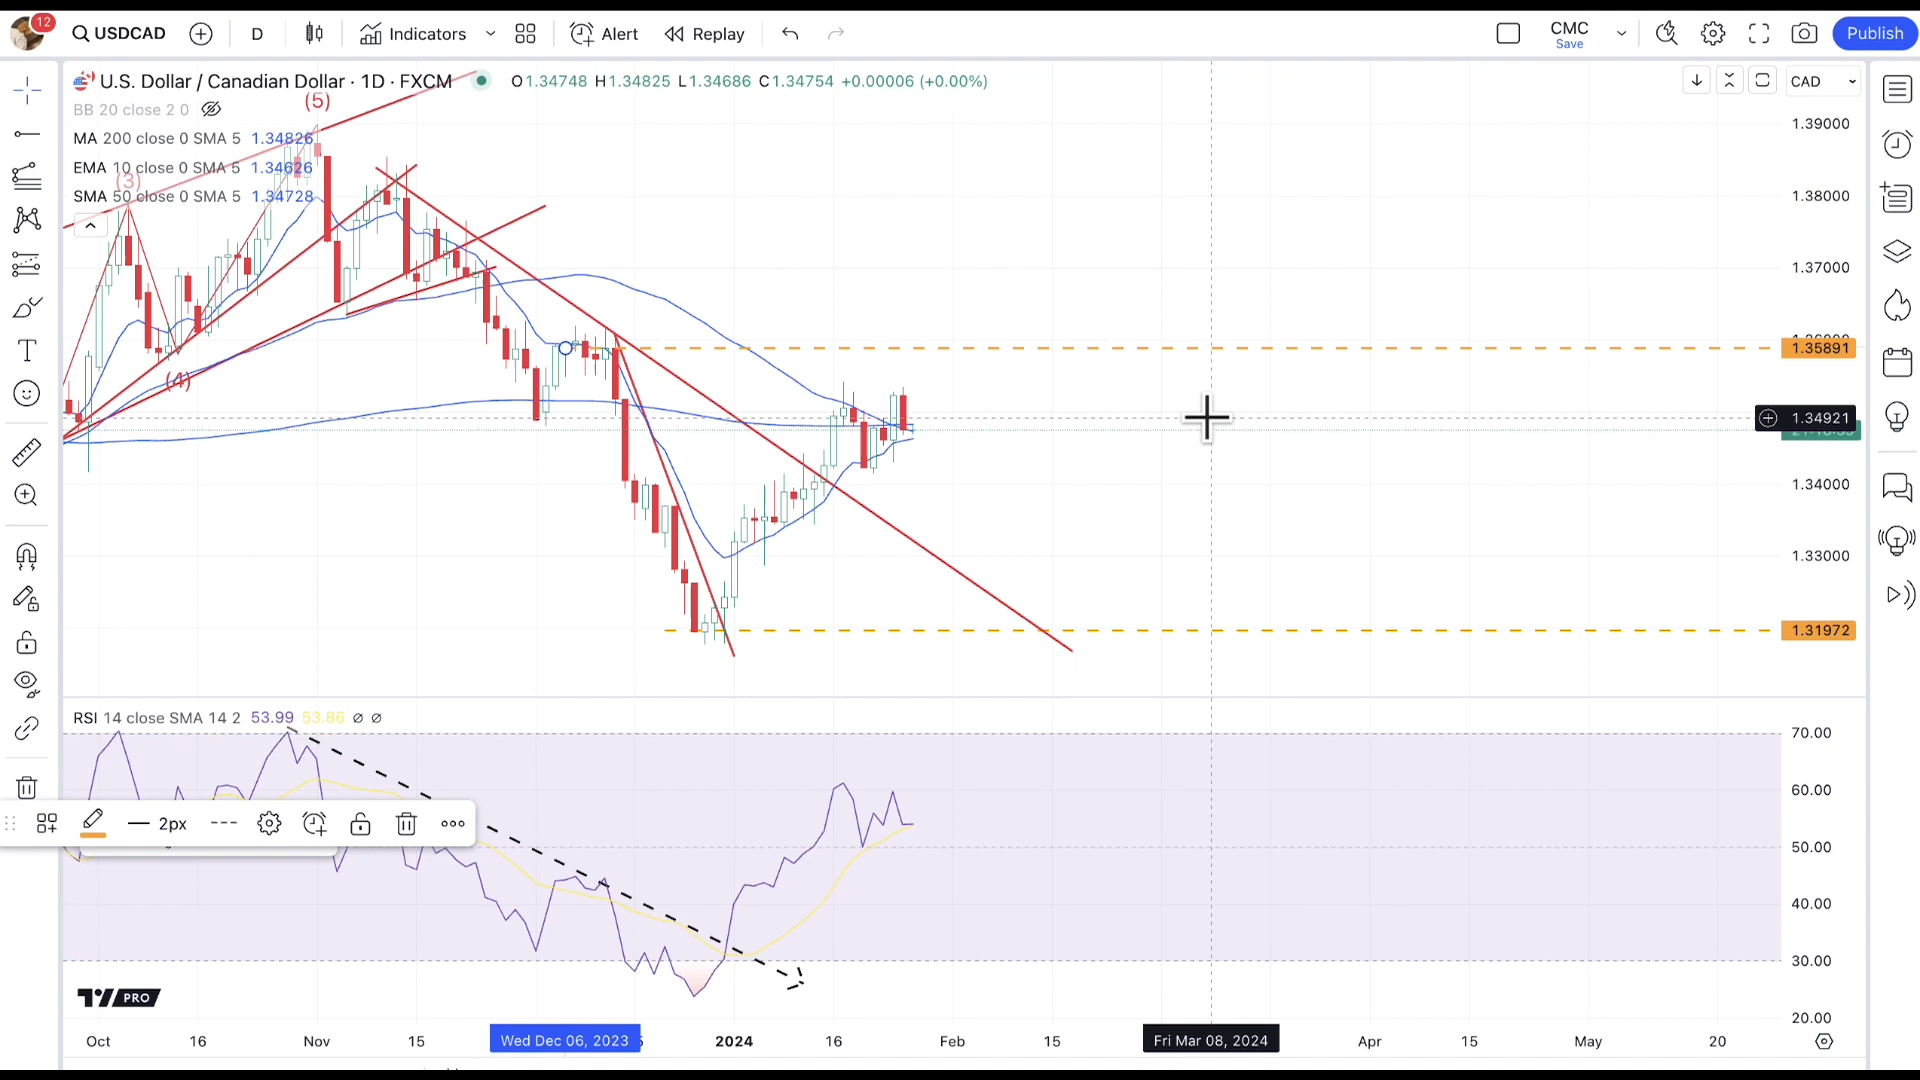 12
USDCAD
D
Indicators
Alert
Replay
CMC
Save
Publish
U.S. Dollar / Canadian Dollar · 1D · FXCM
O1.34748 H1.34825 L1.34686 C1.34754 +0.00006 (+0.00%)
CAD
BB 20 close 2 0
(5)
MA 200 close 0 SMA 5 1.34826
EMA 10 close 0 SMA 5 1.34626
(3)
SMA 50 close 0 SMA 5 1.34728
(4)
1.39000
1.38000
1.37000
1.35891
1.34921
1.34000
1.33000
1.31972
RSI 14 close SMA 14 2 53.99 53.86 ∅ ∅
70.00
60.00
50.00
40.00
30.00
20.00
2px
PRO
Oct
16
Nov
15
Wed Dec 06, 2023
2024
16
Feb
15
Fri Mar 08, 2024
Apr
15
May
20